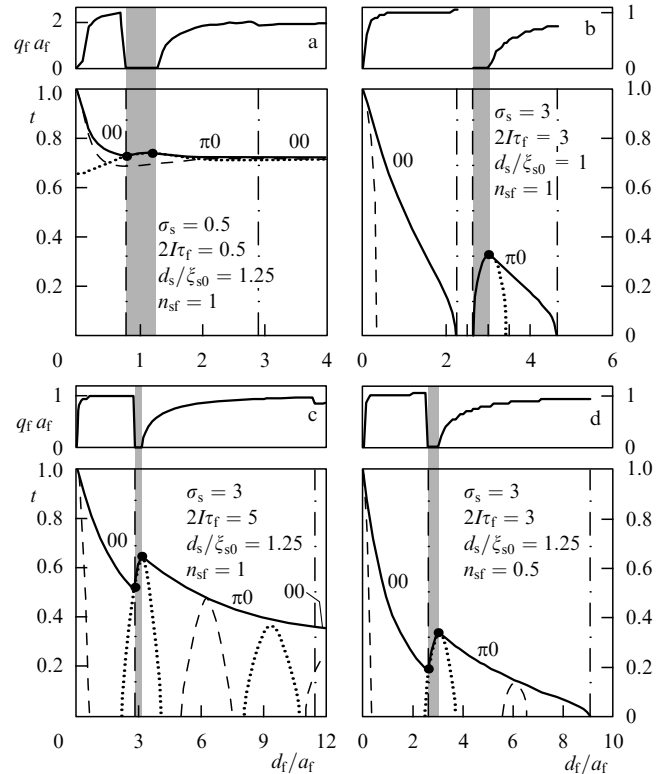 2
q_f a_f
0
a
1.0
t
0.8
0.6
0.4
0.2
0
00
π0
00
σ_s = 0.5
2Iτ_f = 0.5
d_s/ξ_s0 = 1.25
n_sf = 1
1 2 3 4
b
1
0
1.0
0.8
0.6
0.4
0.2
0
00
π0
σ_s = 3
2Iτ_f = 3
d_s/ξ_s0 = 1
n_sf = 1
0 2 4 6
1
q_f a_f
0
c
1.0
t
0.8
0.6
0.4
0.2
0
00
π0
00
σ_s = 3
2Iτ_f = 5
d_s/ξ_s0 = 1.25
n_sf = 1
3 6 9 12
d_f/a_f
d
1
0
1.0
0.8
0.6
0.4
0.2
00
π0
σ_s = 3
2Iτ_f = 3
d_s/ξ_s0 = 1.25
n_sf = 0.5
0 2 4 6 8 10
d_f/a_f